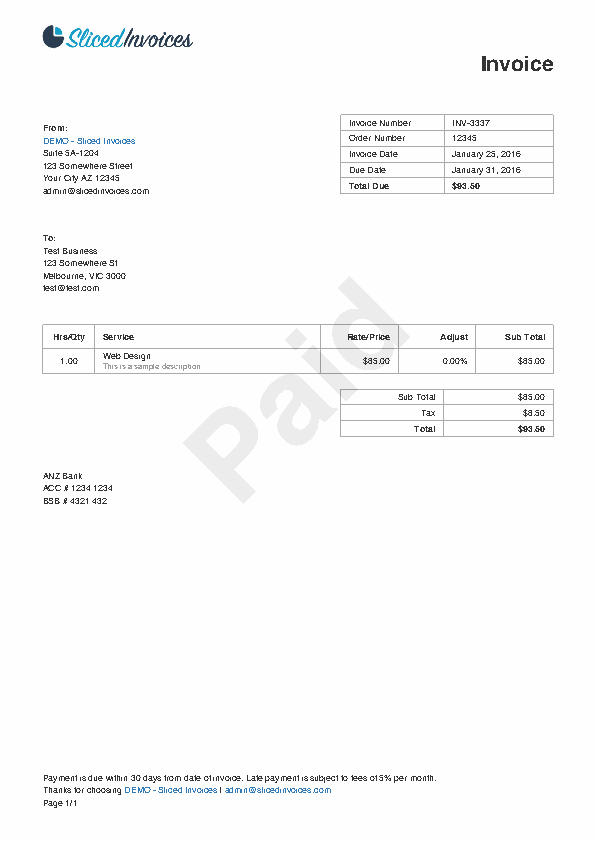 Sliced Invoices
Invoice
From:
DEMO - Sliced Invoices
Suite 5A-1204
123 Somewhere Street
Your City AZ 12345
admin@slicedinvoices.com
Invoice Number INV-3337
Order Number 12345
Invoice Date January 25, 2016
Due Date January 31, 2016
Total Due $93.50
To:
Test Business
123 Somewhere St
Melbourne, VIC 3000
test@test.com
Paid
Hrs/Qty Service Rate/Price Adjust Sub Total
1.00 Web Design $85.00 0.00% $85.00
This is a sample description
Sub Total $85.00
Tax $8.50
Total $93.50
ANZ Bank
ACC # 1234 1234
BSB # 4321 432
Payment is due within 30 days from date of invoice. Late payment is subject to fees of 5% per month.
Thanks for choosing DEMO - Sliced Invoices | admin@slicedinvoices.com
Page 1/1